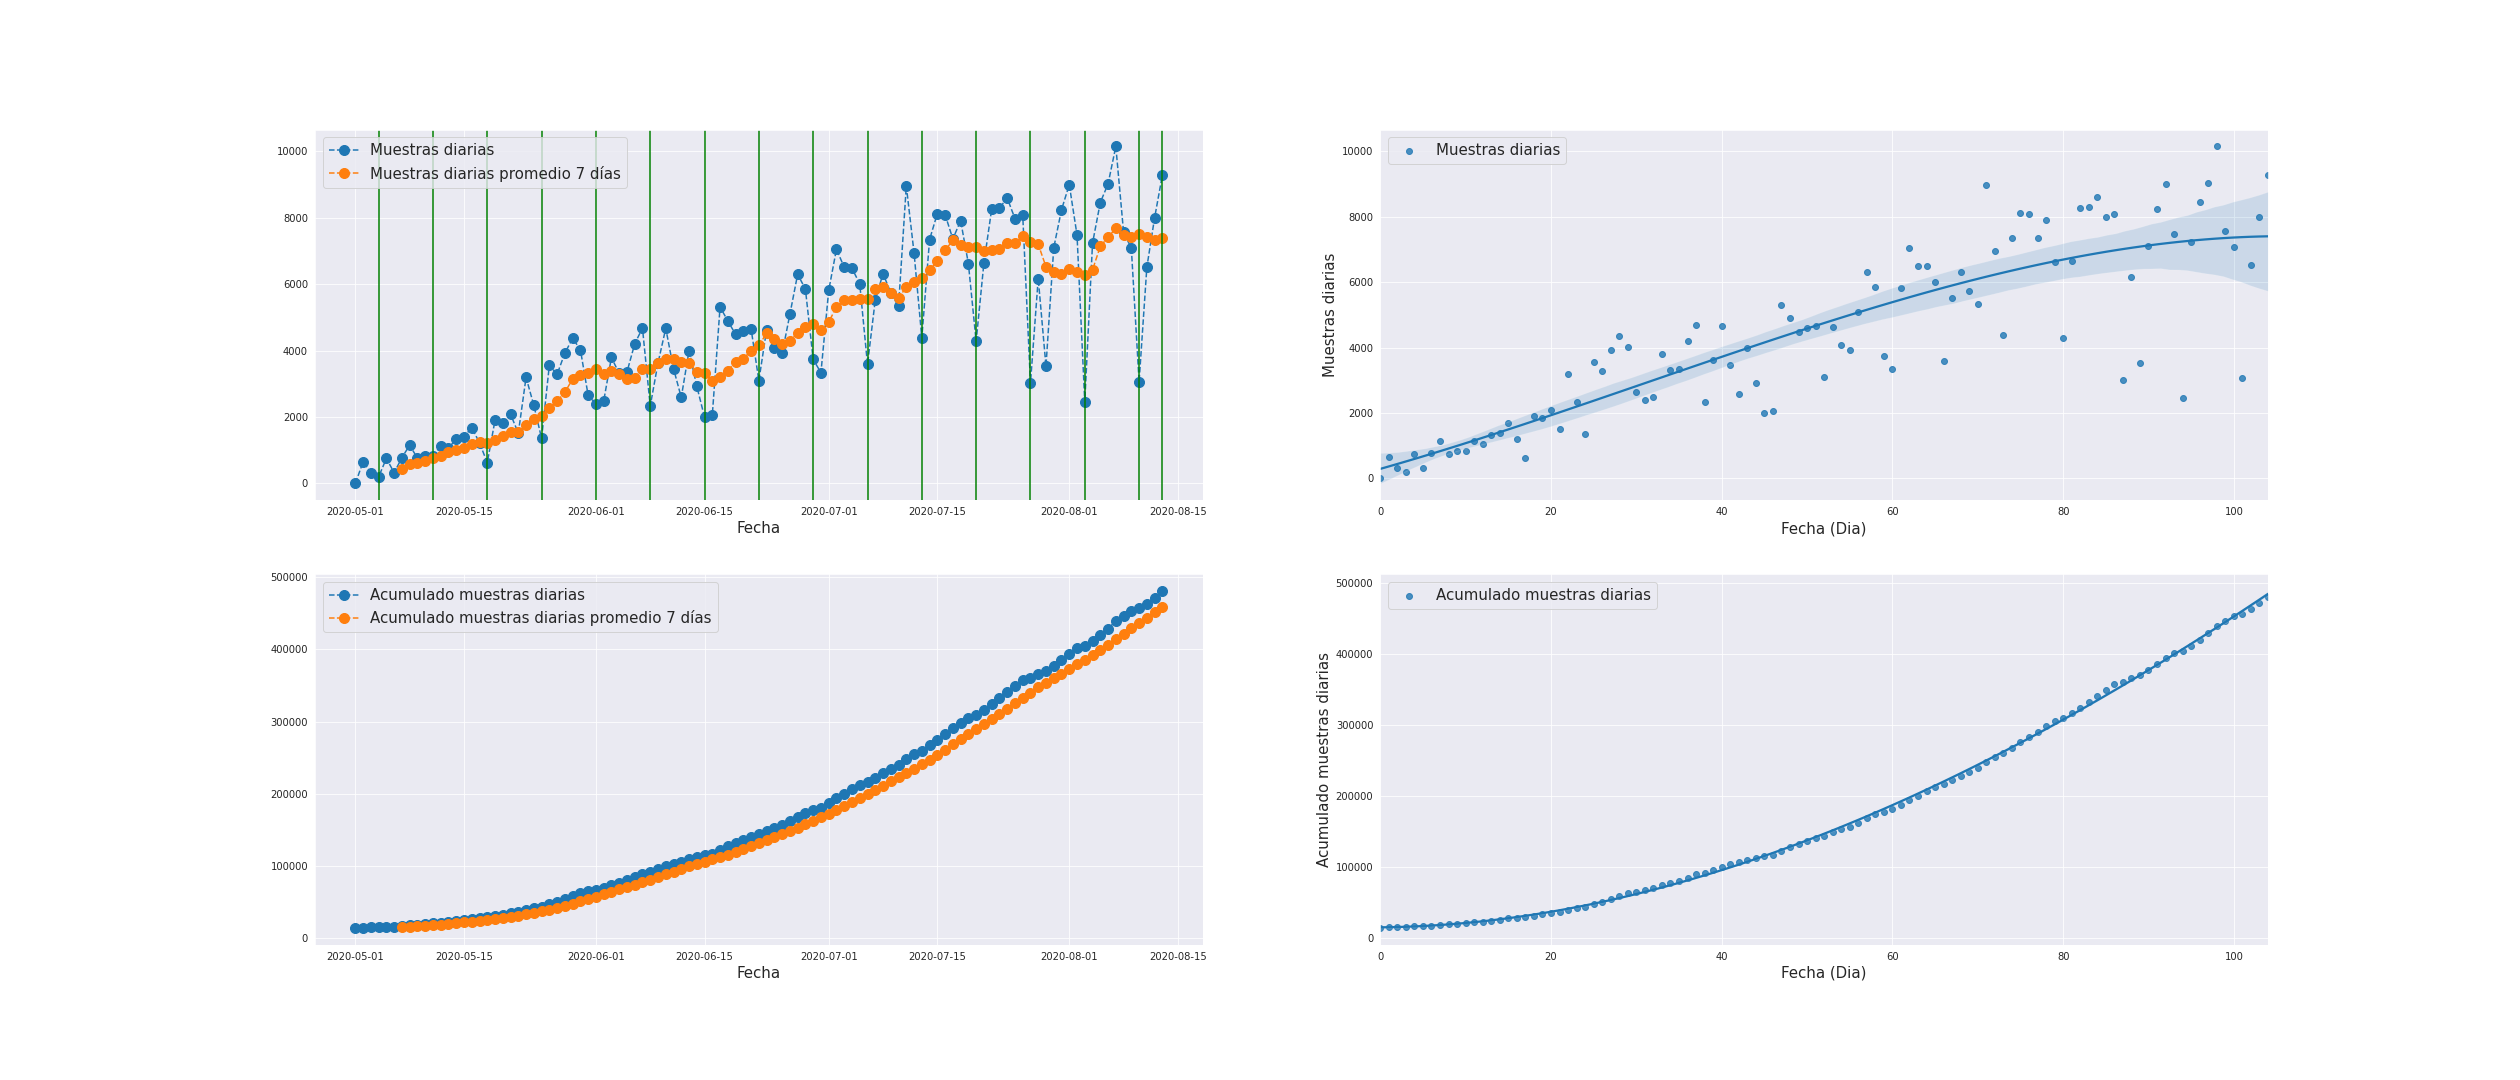 Muestras diarias
Muestras diarias promedio 7 días
10000
8000
6000
4000
2000
0
2020-05-01 2020-05-15 2020-06-01 2020-06-15 2020-07-01 2020-07-15 2020-08-01 2020-08-15
Fecha
Muestras diarias
Muestras diarias
10000
8000
6000
4000
2000
0
0 20 40 60 80 100
Fecha (Dia)
Acumulado muestras diarias
Acumulado muestras diarias promedio 7 días
500000
400000
300000
200000
100000
0
2020-05-01 2020-05-15 2020-06-01 2020-06-15 2020-07-01 2020-07-15 2020-08-01 2020-08-15
Fecha
Acumulado muestras diarias
Acumulado muestras diarias
500000
400000
300000
200000
100000
0
0 20 40 60 80 100
Fecha (Dia)